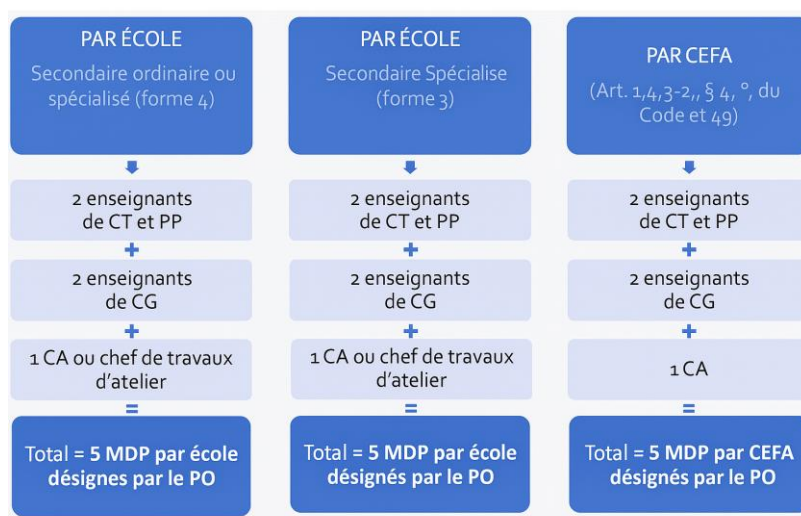 PAR ÉCOLE
Secondaire ordinaire ou
spécialisé (forme 4)
2 enseignants
de CT et PP
+
2 enseignants
de CG
+
1 CA ou chef de travaux
d'atelier
=
Total = 5 MDP par école
désignes par le PO
PAR ÉCOLE
Secondaire Spécialise
(forme 3)
2 enseignants
de CT et PP
+
2 enseignants
de CG
+
1 CA ou chef de travaux
d'atelier
=
Total = 5 MDP par école
désignés par le PO
PAR CEFA
(Art. 1,4,3-2,, § 4, °, du
Code et 49)
2 enseignants
de CT et PP
+
2 enseignants
de CG
+
1 CA
=
Total = 5 MDP par CEFA
désignés par le PO